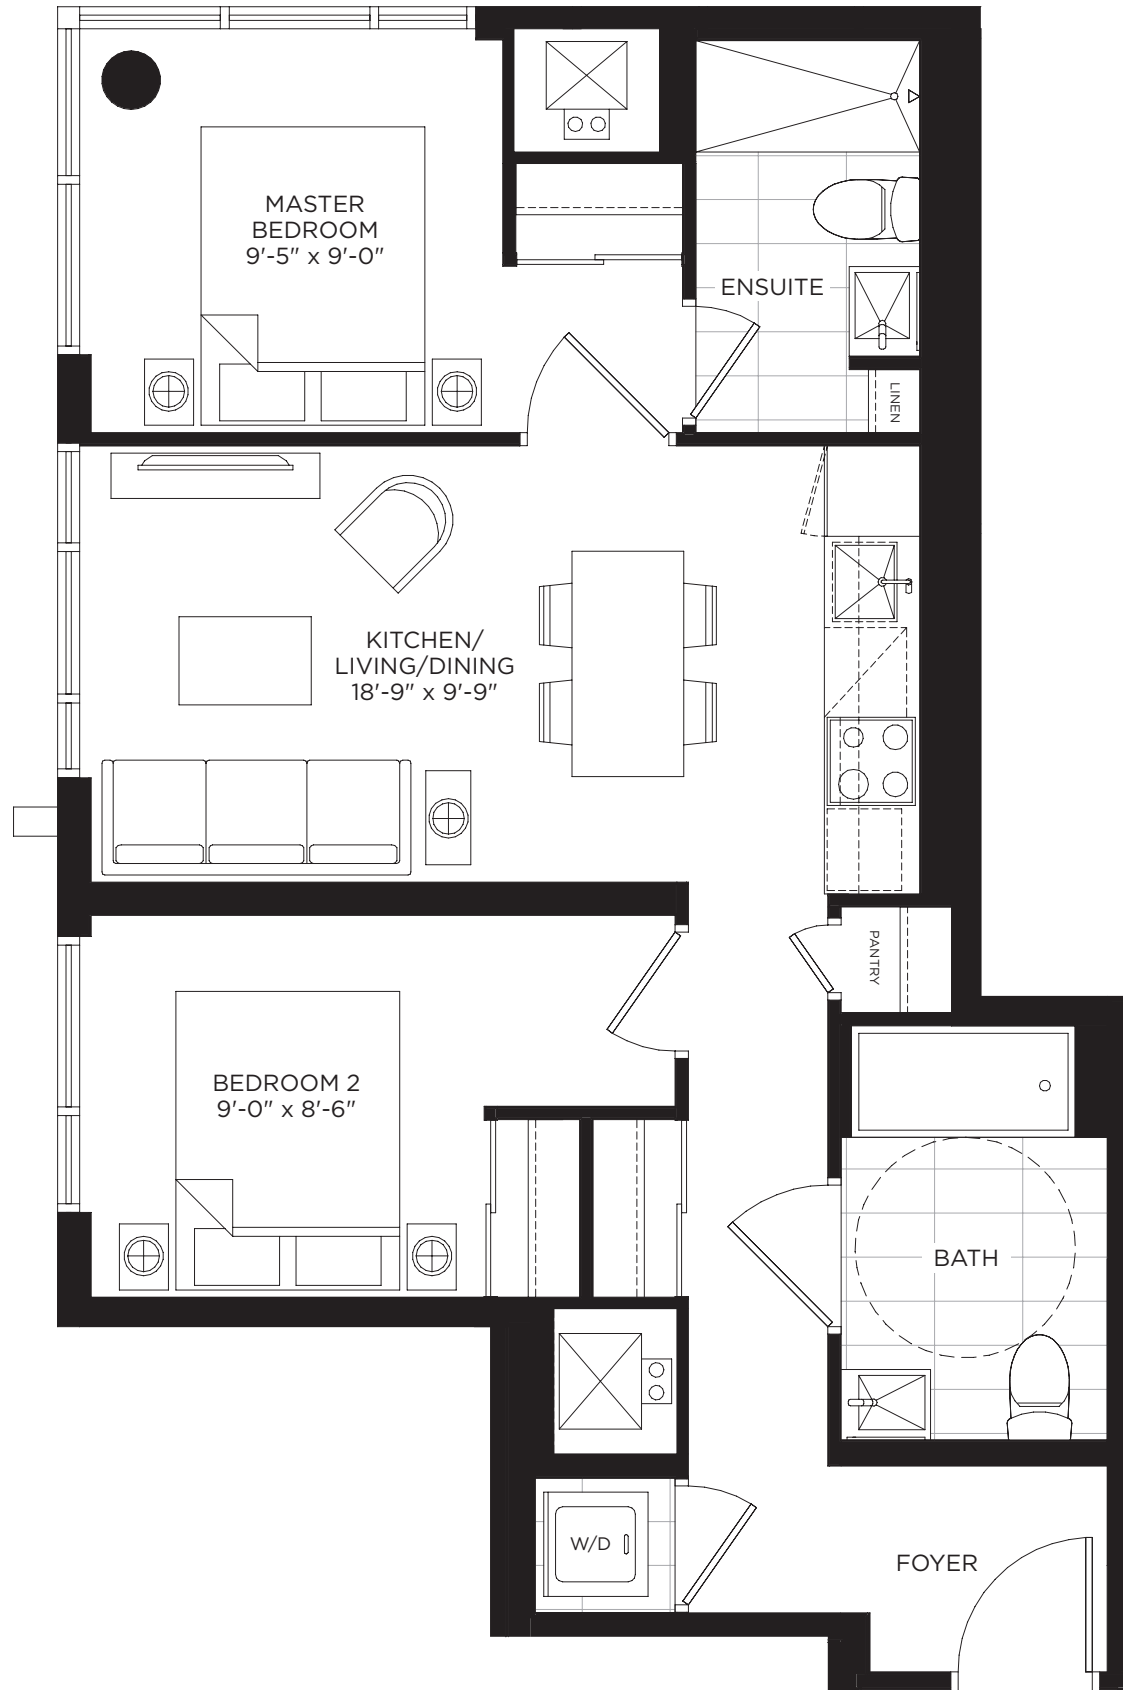 MASTER
BEDROOM
9'-5" x 9'-0"
ENSUITE
LINEN
KITCHEN/
LIVING/DINING
18'-9" x 9'-9"
PANTRY
BEDROOM 2
9'-0" x 8'-6"
BATH
W/D
FOYER